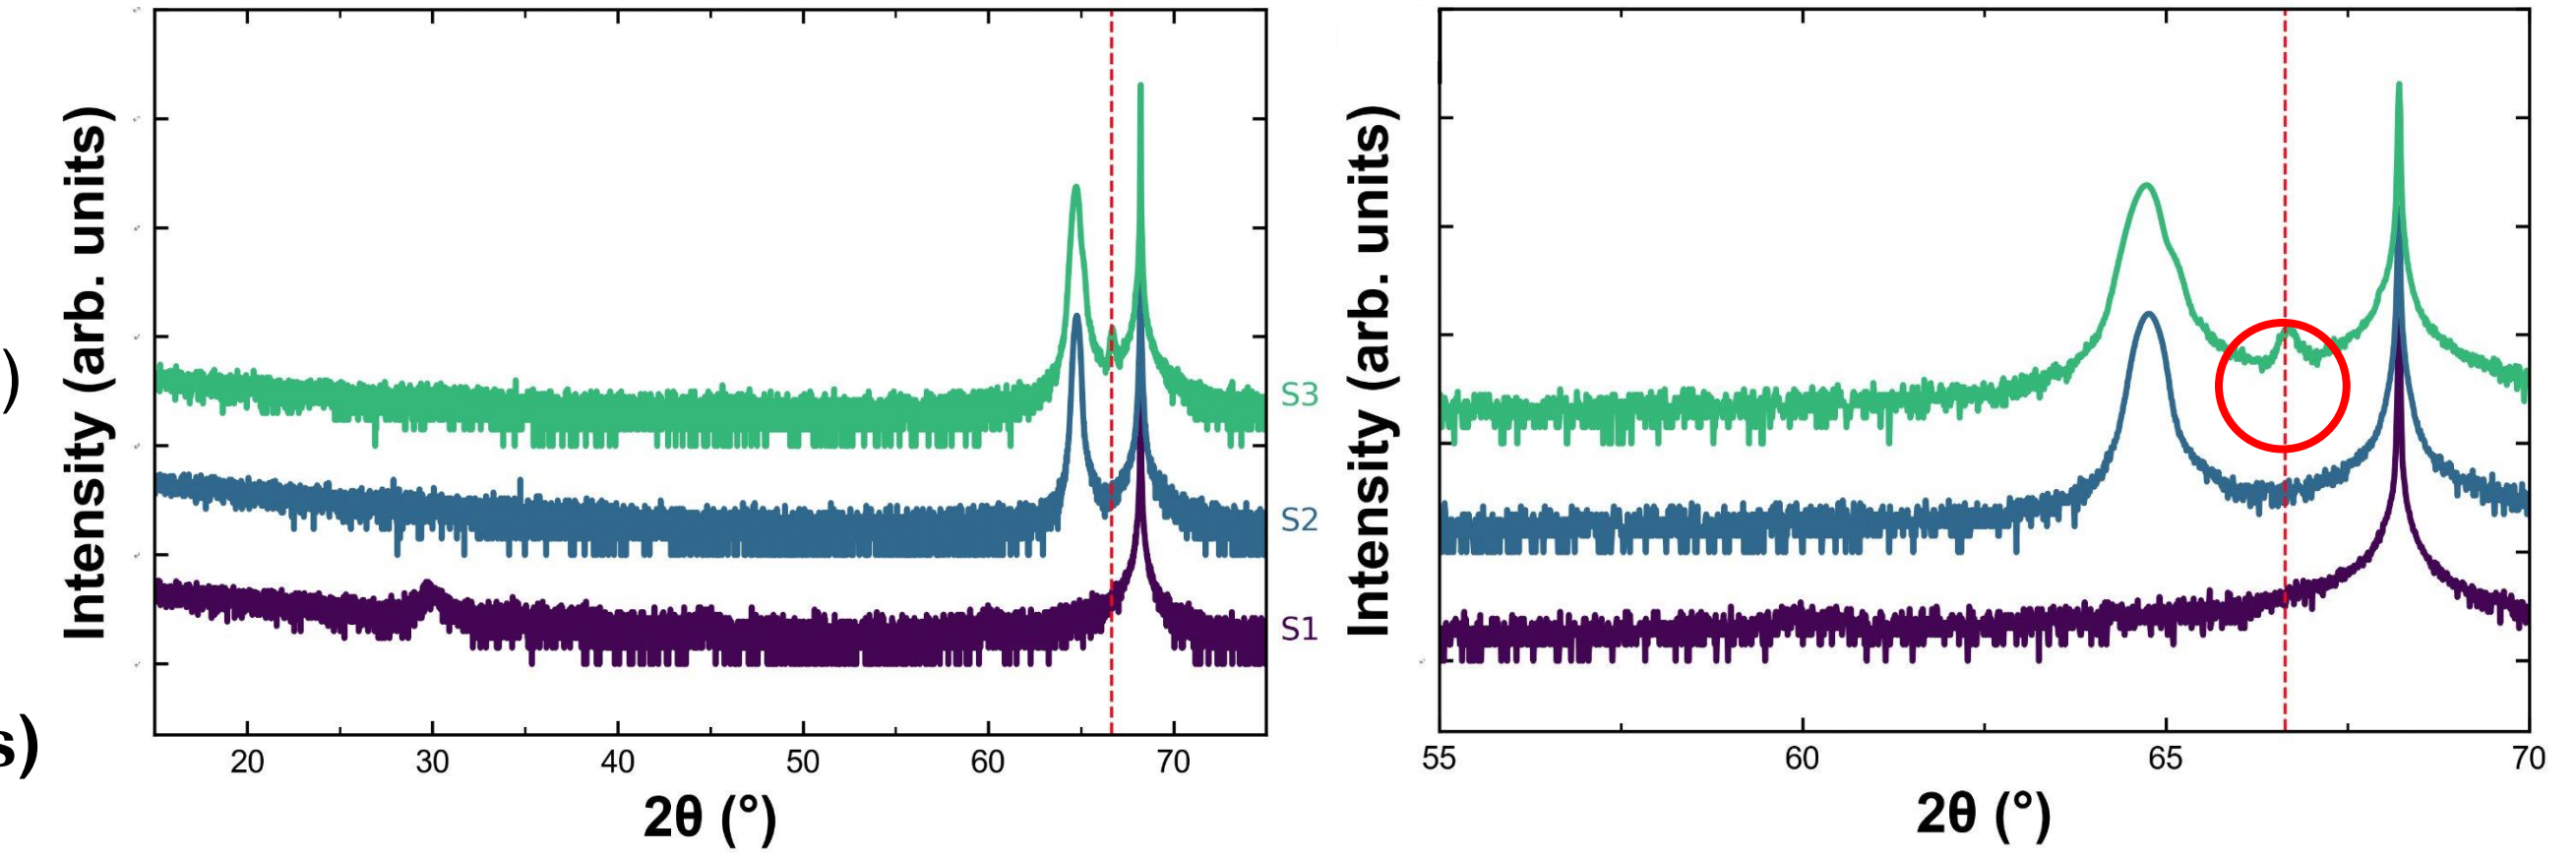 )
s)
Intensity (arb. units)
S3
S2
S1
20 30 40 50 60 70
2θ (°)
Intensity (arb. units)
55 60 65 70
2θ (°)